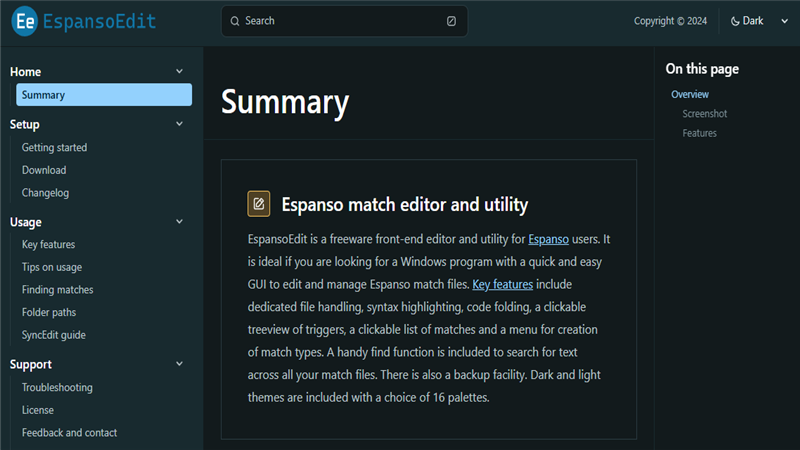 Ee EspansoEdit
Search
Copyright © 2024
Dark
Home
Summary
Setup
Getting started
Download
Changelog
Usage
Key features
Tips on usage
Finding matches
Folder paths
SyncEdit guide
Support
Troubleshooting
License
Feedback and contact
Summary
Espanso match editor and utility
EspansoEdit is a freeware front-end editor and utility for Espanso users. It
is ideal if you are looking for a Windows program with a quick and easy
GUI to edit and manage Espanso match files. Key features include
dedicated file handling, syntax highlighting, code folding, a clickable
treeview of triggers, a clickable list of matches and a menu for creation
of match types. A handy find function is included to search for text
across all your match files. There is also a backup facility. Dark and light
themes are included with a choice of 16 palettes.
On this page
Overview
Screenshot
Features